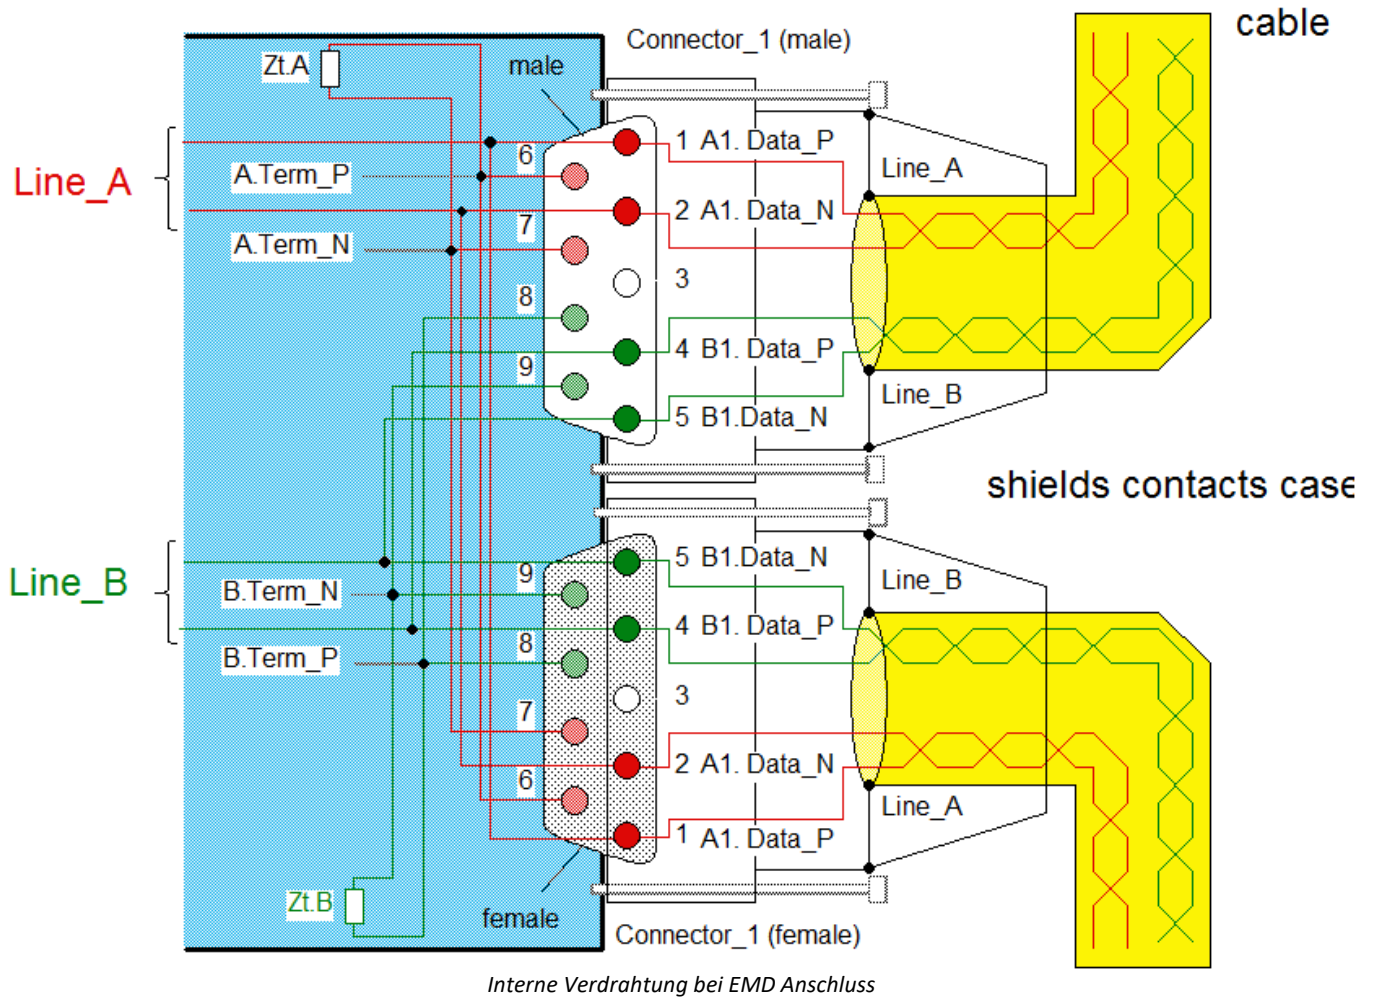 cable
Connector_1 (male)
male
Zt.A
6
1 A1. Data_P
Line_A
Line_A
A.Term_P
2 A1. Data_N
7
A.Term_N
3
8
4 B1. Data_P
9
Line_B
5 B1.Data_N
shields contacts case
5 B1.Data_N
9
Line_B
Line_B
B.Term_N
4 B1. Data_P
8
B.Term_P
3
7
2 A1. Data_N
6
Line_A
1 A1. Data_P
Zt.B
female
Connector_1 (female)
Interne Verdrahtung bei EMD Anschluss